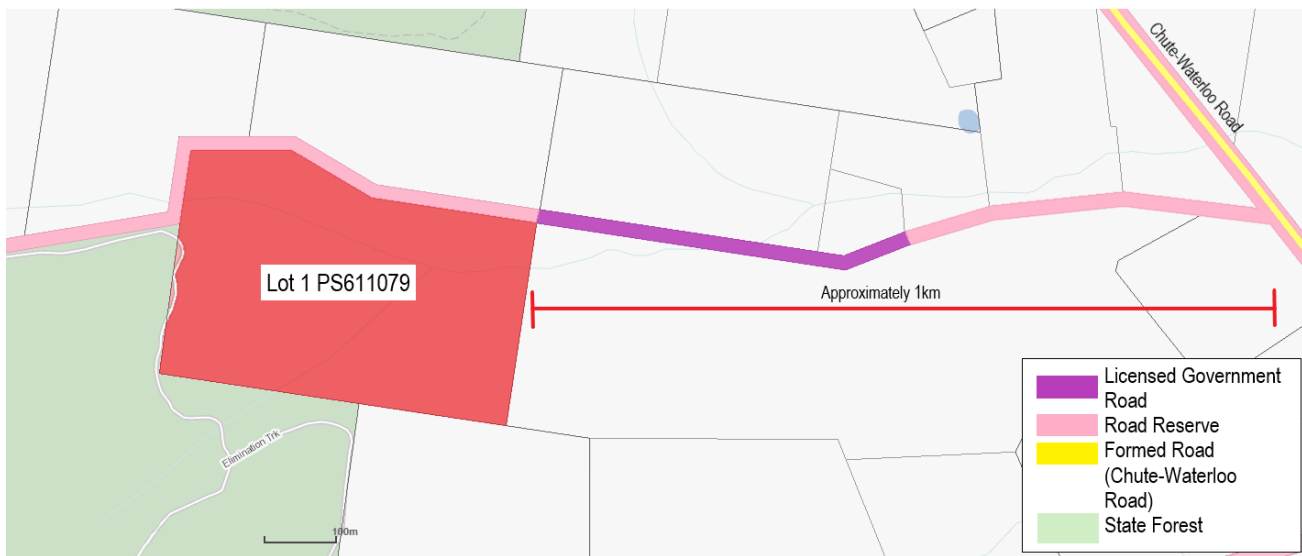 Chute-Waterloo Road
Lot 1 PS611079
Approximately 1km
Licensed Government
Road
Road Reserve
Formed Road
(Chute-Waterloo
Road)
State Forest
Elimination Trk
100m